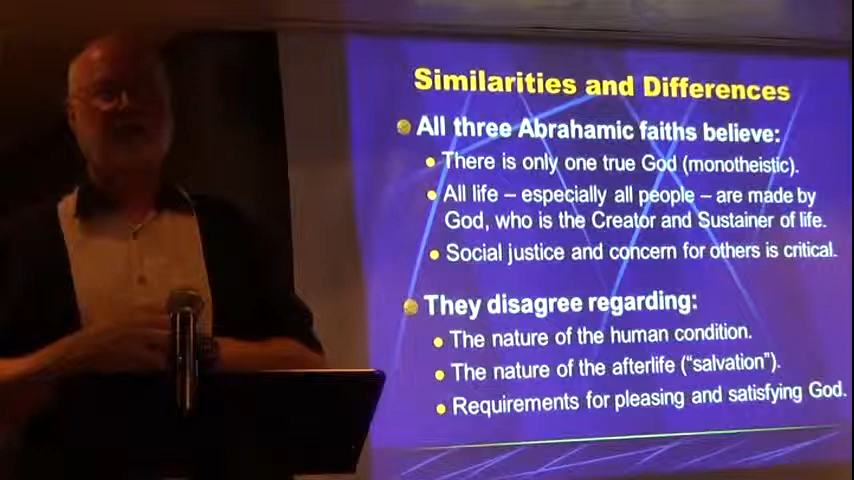 Similarities and Differences
All three Abrahamic faiths believe:
There is only one true God (monotheistic).
All life – especially all people – are made by
God, who is the Creator and Sustainer of life.
Social justice and concern for others is critical.
They disagree regarding:
The nature of the human condition.
The nature of the afterlife (“salvation”).
Requirements for pleasing and satisfying God.